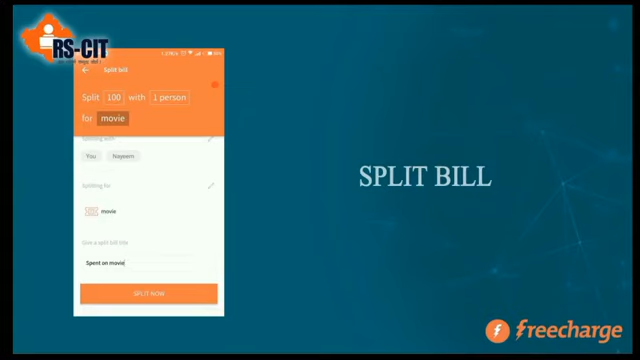 RS-CIT
Split bill
Split 100 with 1 person
for movie
Splitting with
You Nayeem
Splitting for
movie
Give a split bill title
Spent on movie
SPLIT NOW
SPLIT BILL
freecharge